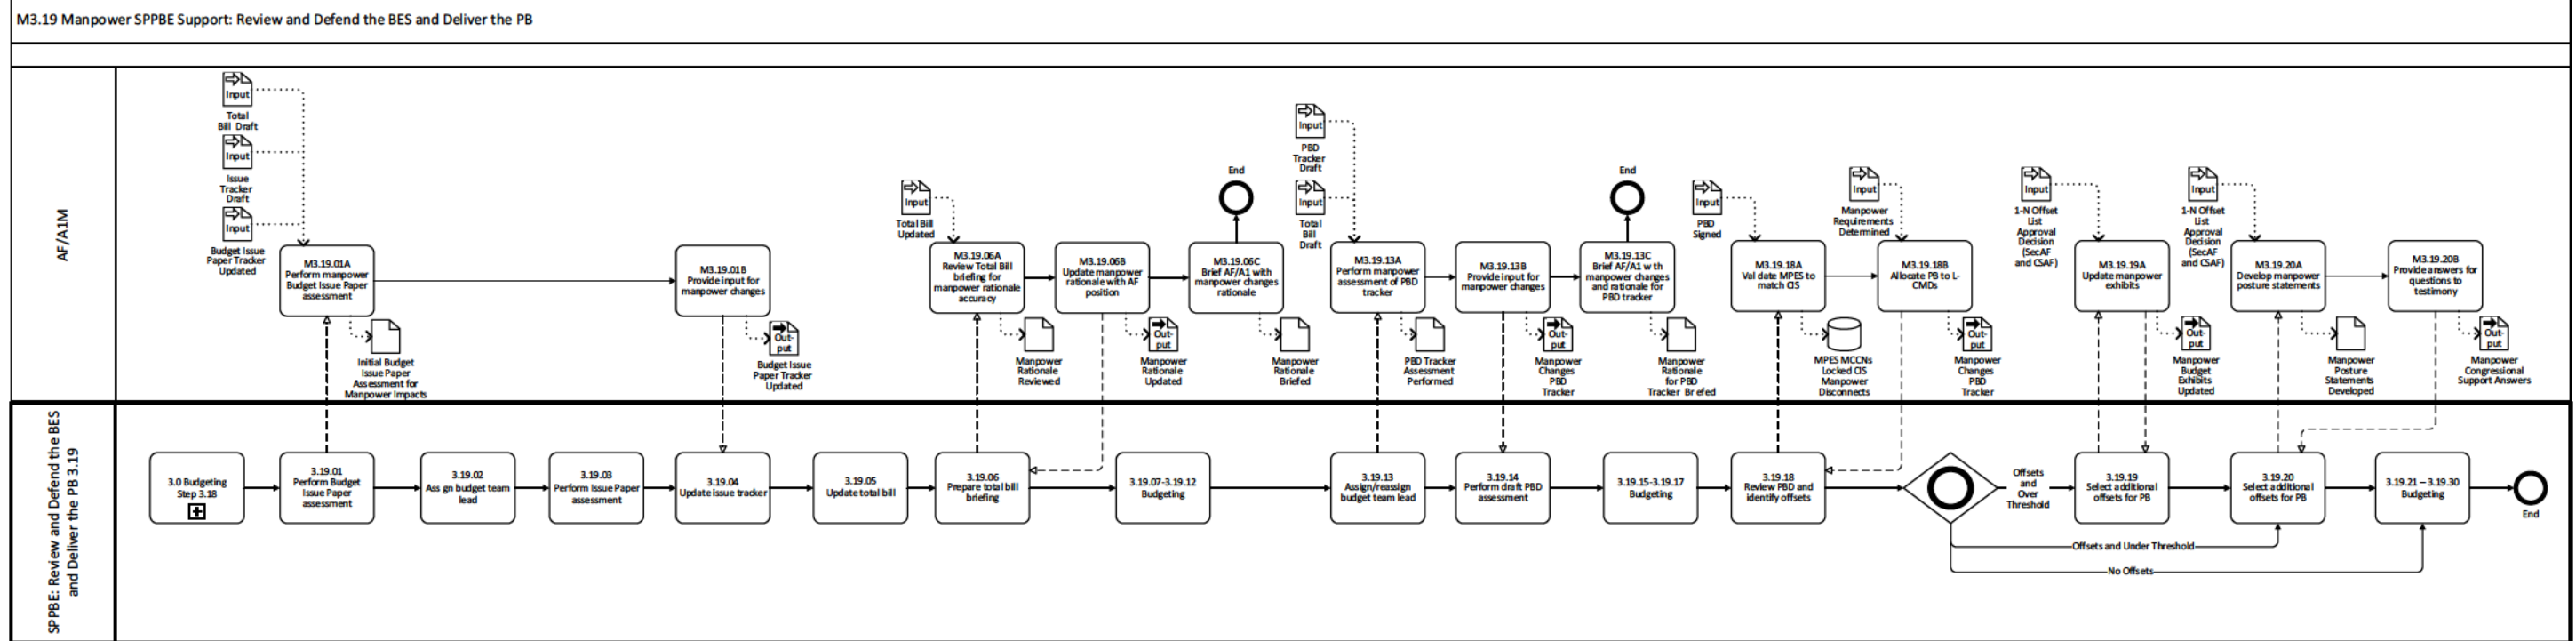 M3.19 Manpower SPPBE Support: Review and Defend the BES and Deliver the PB
AF/A1M
Input
Total
Bill Draft
Input
Issue
Tracker
Draft
Input
Budget Issue
Paper Tracker
Updated
M3.19.01A
Perform manpower
Budget Issue Paper
assessment
Initial Budget
Issue Paper
Assessment for
Manpower Impacts
M3.19.01B
Provide input for
manpower changes
Out-
put
Budget Issue
Paper Tracker
Updated
Input
Total Bill
Updated
M3.19.06A
Review Total Bill
briefing for
manpower rationale
accuracy
Manpower
Rationale
Reviewed
M3.19.06B
Update manpower
rationale with AF
position
Out-
put
Manpower
Rationale
Updated
End
M3.19.06C
Brief AF/A1 with
manpower changes
rationale
Manpower
Rationale
Briefed
Input
PBD
Tracker
Draft
Input
Total
Bill
Draft
M3.19.13A
Perform manpower
assessment of PBD
tracker
PBD Tracker
Assessment
Performed
M3.19.13B
Provide input for
manpower changes
Out-
put
Manpower
Changes
PBD
Tracker
End
M3.19.13C
Brief AF/A1 with
manpower changes
and rationale for
PBD tracker
Manpower
Rationale
for PBD
Tracker Briefed
Input
PBD
Signed
M3.19.18A
Validate MPES to
match CIS
MPES MCCNs
Locked CIS
Manpower
Disconnects
Input
Manpower
Requirements
Determined
M3.19.18B
Allocate PB to L-
CMDs
Out-
put
Manpower
Changes
PBD
Tracker
Input
1-N Offset
List
Approval
Decision
(SecAF
and CSAF)
M3.19.19A
Update manpower
exhibits
Out-
put
Manpower
Budget
Exhibits
Updated
Input
1-N Offset
List
Approval
Decision
(SecAF
and CSAF)
M3.19.20A
Develop manpower
posture statements
Manpower
Posture
Statements
Developed
M3.19.20B
Provide answers for
questions to
testimony
Out-
put
Manpower
Congressional
Support Answers
SPPBE: Review and Defend the BES
and Deliver the PB 3.19
3.0 Budgeting
Step 3.18
3.19.01
Perform Budget
Issue Paper
assessment
3.19.02
Assign budget team
lead
3.19.03
Perform Issue Paper
assessment
3.19.04
Update issue tracker
3.19.05
Update total bill
3.19.06
Prepare total bill
briefing
3.19.07-3.19.12
Budgeting
3.19.13
Assign/reassign
budget team lead
3.19.14
Perform draft PBD
assessment
3.19.15-3.19.17
Budgeting
3.19.18
Review PBD and
identify offsets
Offsets
and
Over
Threshold
3.19.19
Select additional
offsets for PB
3.19.20
Select additional
offsets for PB
3.19.21 – 3.19.30
Budgeting
End
Offsets and Under Threshold
No Offsets